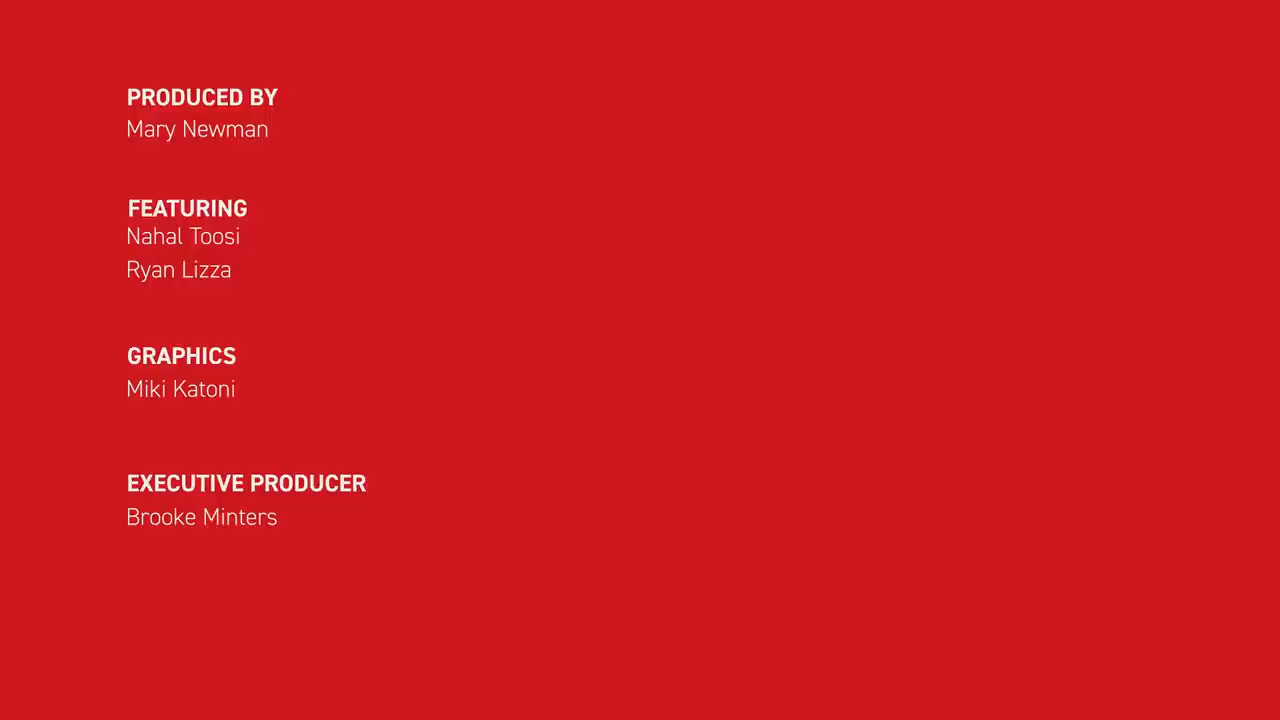 PRODUCED BY
Mary Newman
FEATURING
Nahal Toosi
Ryan Lizza
GRAPHICS
Miki Katoni
EXECUTIVE PRODUCER
Brooke Minters